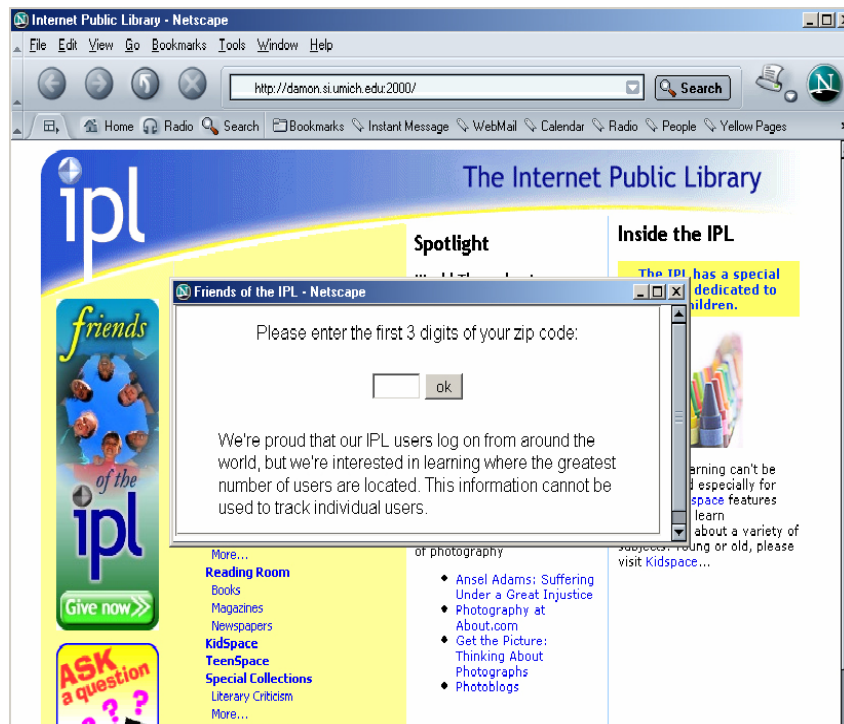 Internet Public Library - Netscape
File Edit View Go Bookmarks Tools Window Help
http://damon.si.umich.edu:2000/
Search
N
Home Radio Search Bookmarks Instant Message WebMail Calendar Radio People Yellow Pages
ipl
The Internet Public Library
friends
of the
ipl
Give now
ASK
a question
Spotlight
Inside the IPL
The IPL has a special
dedicated to
Friends of the IPL - Netscape
Please enter the first 3 digits of your zip code:
ok
We're proud that our IPL users log on from around the
world, but we're interested in learning where the greatest
number of users are located. This information cannot be
used to track individual users.
More...
Reading Room
Books
Magazines
Newspapers
KidSpace
TeenSpace
Special Collections
Literary Criticism
More...
of photography
Ansel Adams: Suffering
Under a Great Injustice
Photography at
About.com
Get the Picture:
Thinking About
Photographs
Photoblogs
can't be
especially for
features
learn
about a variety of
subjects. Young or old, please
visit Kidspace...